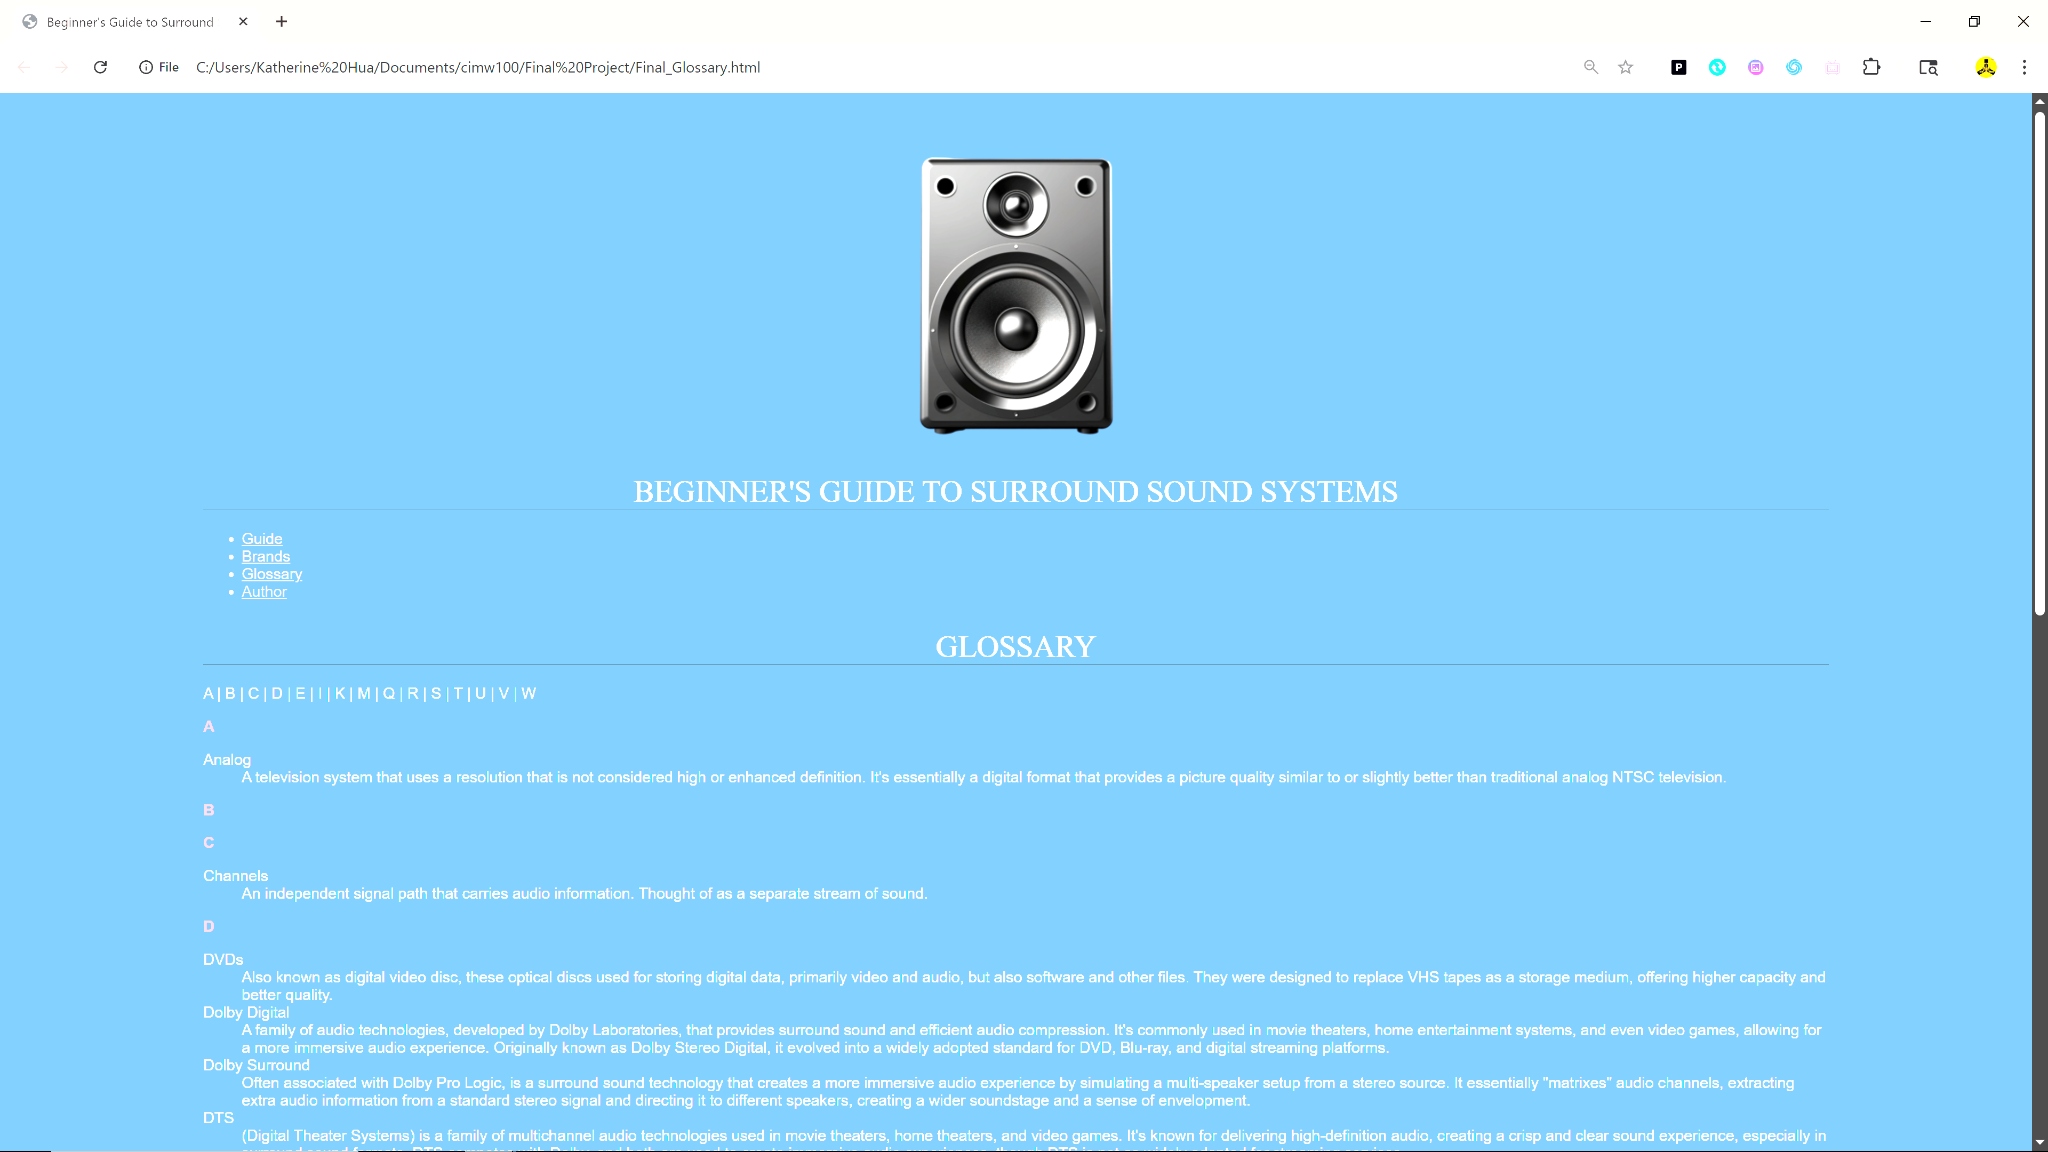 Beginner's Guide to Surround
File C:/Users/Katherine%20Hua/Documents/cimw100/Final%20Project/Final_Glossary.html
BEGINNER'S GUIDE TO SURROUND SOUND SYSTEMS
Guide
Brands
Glossary
Author
GLOSSARY
A | B | C | D | E | I | K | M | Q | R | S | T | U | V | W
A
Analog
A television system that uses a resolution that is not considered high or enhanced definition. It's essentially a digital format that provides a picture quality similar to or slightly better than traditional analog NTSC television.
B
C
Channels
An independent signal path that carries audio information. Thought of as a separate stream of sound.
D
DVDs
Also known as digital video disc, these optical discs used for storing digital data, primarily video and audio, but also software and other files. They were designed to replace VHS tapes as a storage medium, offering higher capacity and
better quality.
Dolby Digital
A family of audio technologies, developed by Dolby Laboratories, that provides surround sound and efficient audio compression. It's commonly used in movie theaters, home entertainment systems, and even video games, allowing for
a more immersive audio experience. Originally known as Dolby Stereo Digital, it evolved into a widely adopted standard for DVD, Blu-ray, and digital streaming platforms.
Dolby Surround
Often associated with Dolby Pro Logic, is a surround sound technology that creates a more immersive audio experience by simulating a multi-speaker setup from a stereo source. It essentially "matrixes" audio channels, extracting
extra audio information from a standard stereo signal and directing it to different speakers, creating a wider soundstage and a sense of envelopment.
DTS
(Digital Theater Systems) is a family of multichannel audio technologies used in movie theaters, home theaters, and video games. It's known for delivering high-definition audio, creating a crisp and clear sound experience, especially in